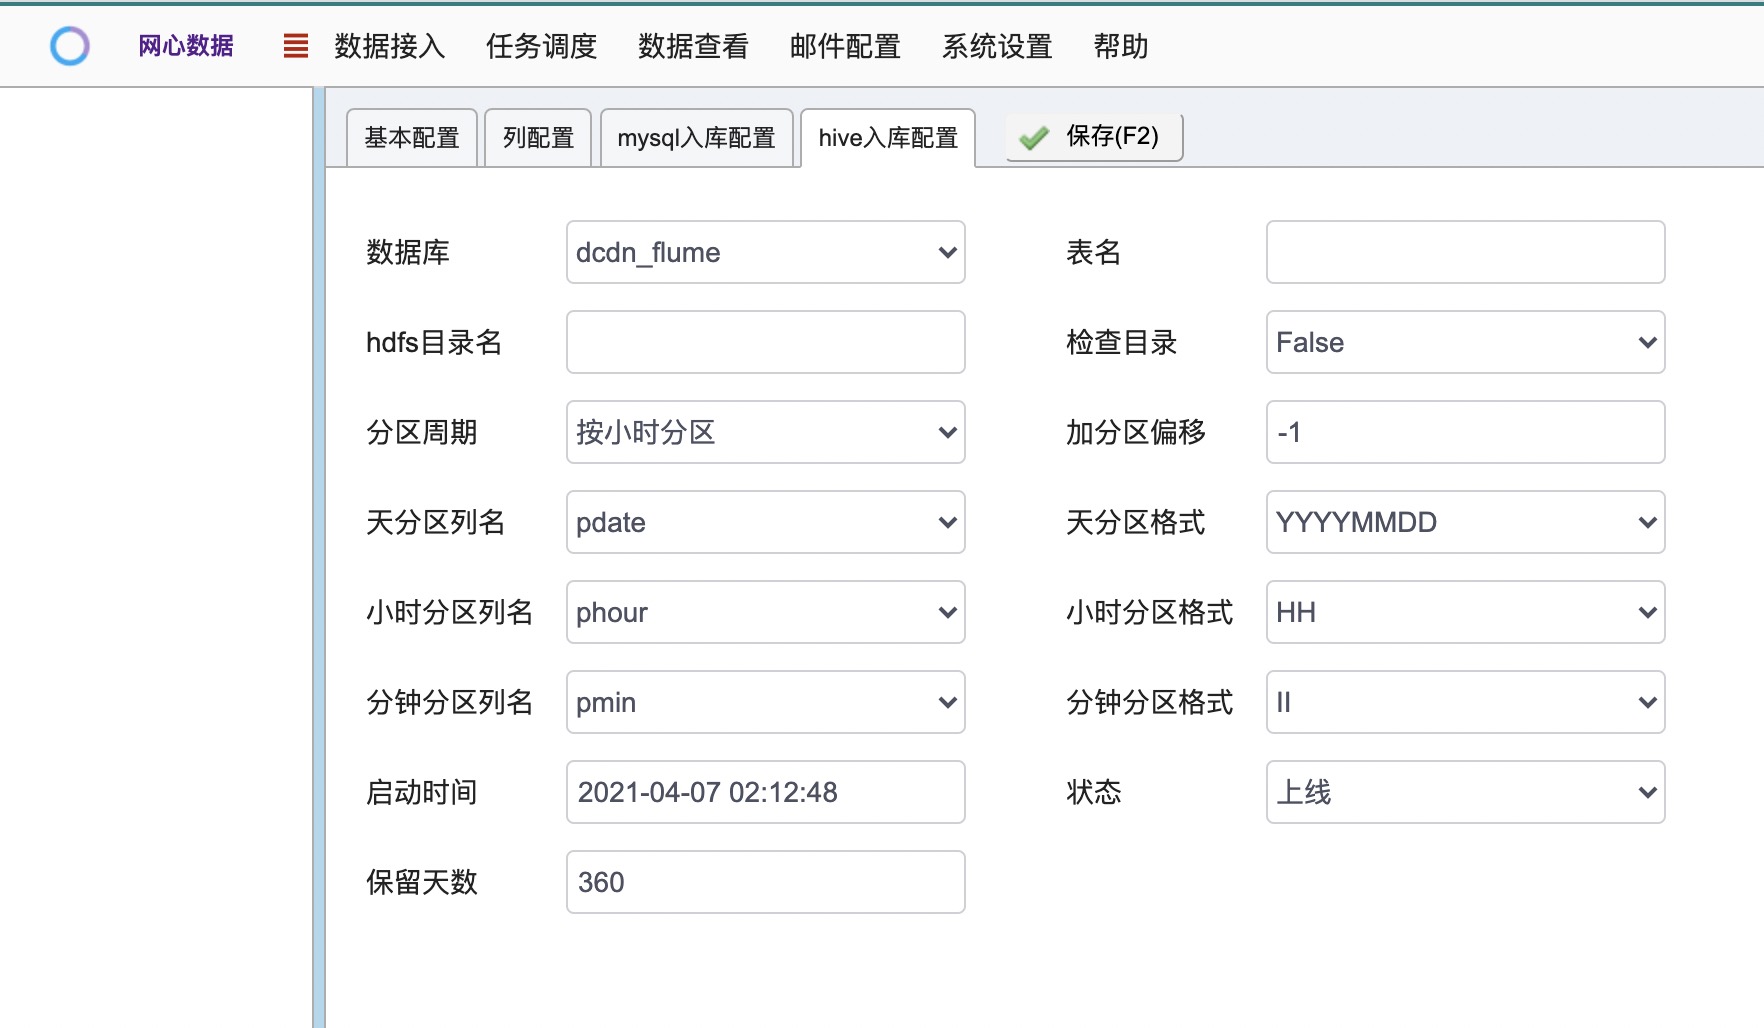 网心数据 数据接入 任务调度 数据查看 邮件配置 系统设置 帮助
基本配置 列配置 mysql入库配置 hive入库配置 保存(F2)
数据库 dcdn_flume 表名
hdfs目录名 检查目录 False
分区周期 按小时分区 加分区偏移 -1
天分区列名 pdate 天分区格式 YYYYMMDD
小时分区列名 phour 小时分区格式 HH
分钟分区列名 pmin 分钟分区格式 II
启动时间 2021-04-07 02:12:48 状态 上线
保留天数 360